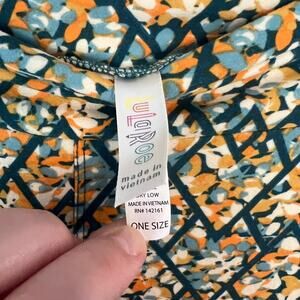 LuLaRoe
made in
vietnam
DRY LOW
MADE IN VIETNAM
RN# 142161
ONE SIZE